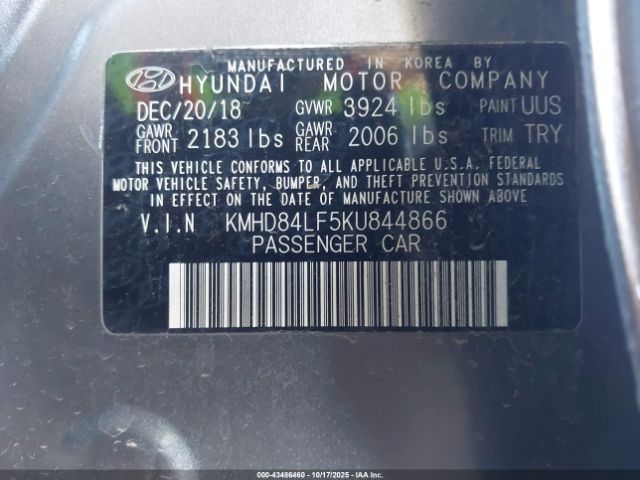 MANUFACTURED IN KOREA BY
HYUNDAI MOTOR COMPANY
DEC/20/18 GVWR 3924 lbs PAINT UUS
GAWR FRONT 2183 lbs GAWR REAR 2006 lbs TRIM TRY
THIS VEHICLE CONFORMS TO ALL APPLICABLE U.S.A. FEDERAL
MOTOR VEHICLE SAFETY, BUMPER, AND THEFT PREVENTION STANDARDS
IN EFFECT ON THE DATE OF MANUFACTURE SHOWN ABOVE
V.I.N KMHD84LF5KU844866
PASSENGER CAR
000-43486460 - 10/17/2025 - IAAI.COM